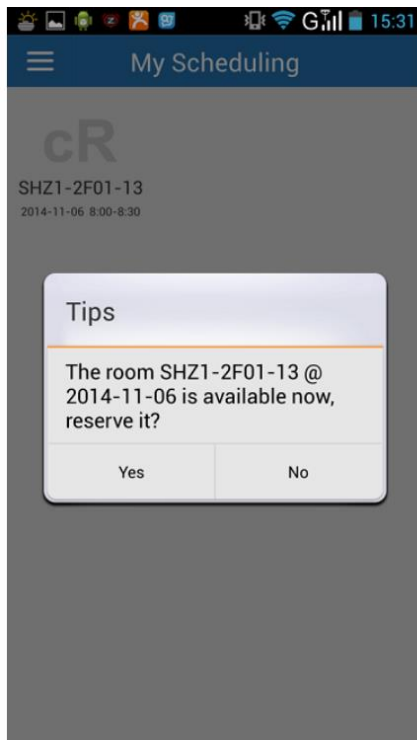 G 15:31
My Scheduling
cR
SHZ1-2F01-13
2014-11-06 8:00-8:30
Tips
The room SHZ1-2F01-13 @
2014-11-06 is available now,
reserve it?
Yes No